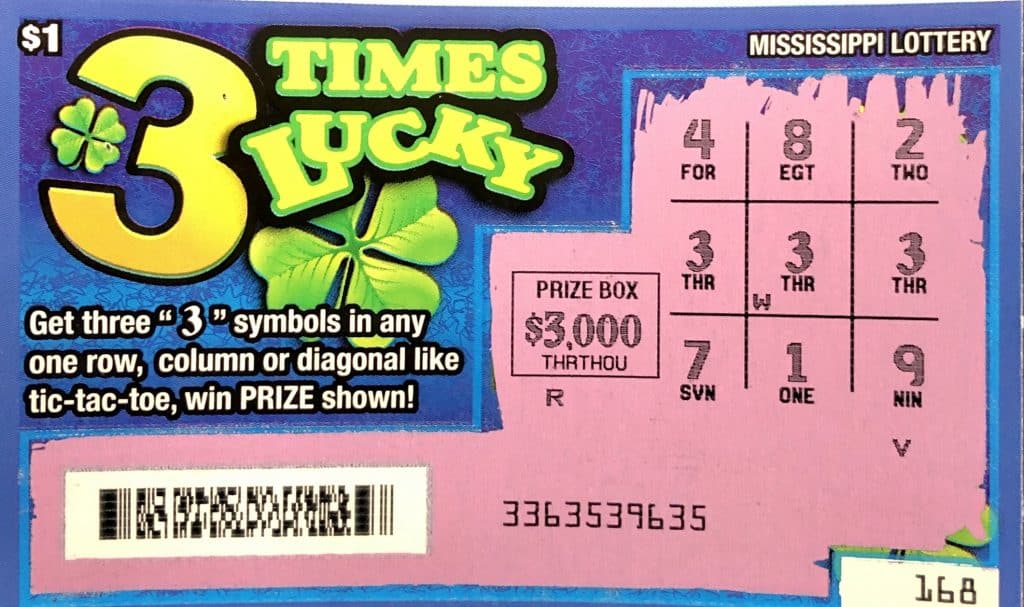 $1
MISSISSIPPI LOTTERY
3 TIMES
LUCKY
4 8 2
FOR EGT TWO
3 3 3
THR THR THR
W
7 1 9
SVN ONE NIN
V
PRIZE BOX
$3,000
THRTHOU
R
Get three "3" symbols in any
one row, column or diagonal like
tic-tac-toe, win PRIZE shown!
3363539635
168